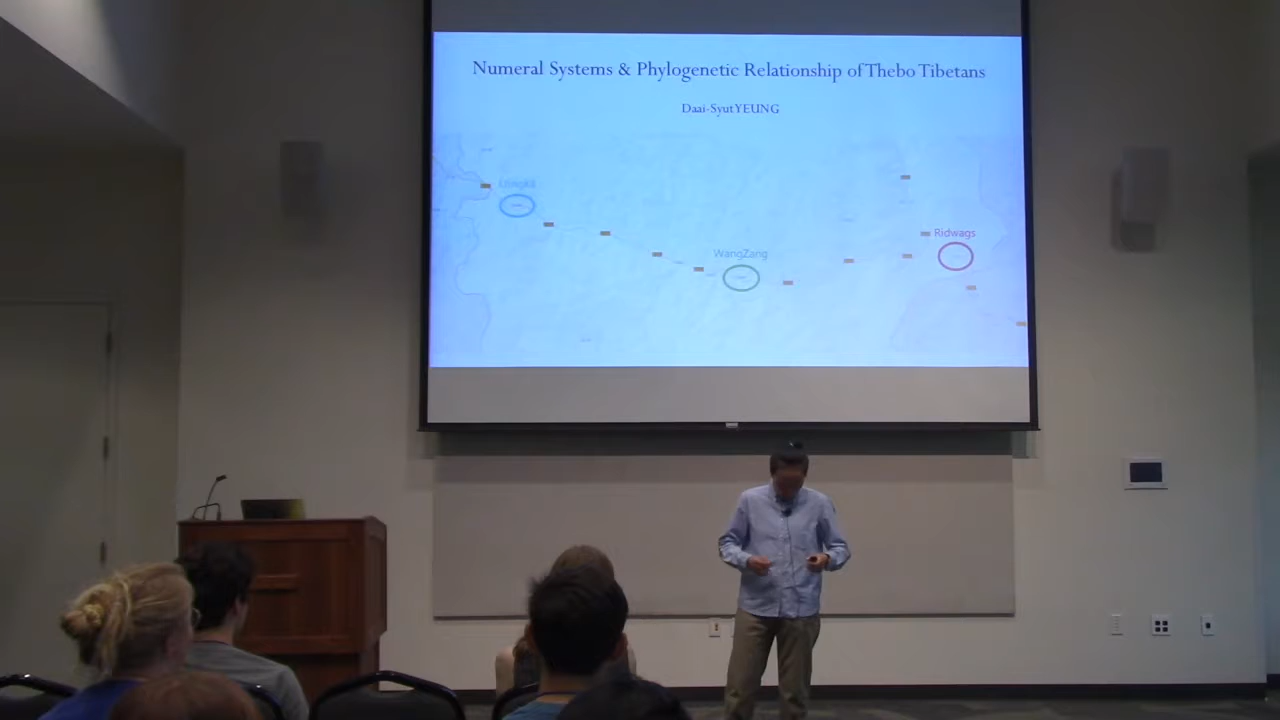 Numeral Systems & Phylogenetic Relationship of Thebo Tibetans
Daai-Syut YEUNG
Ridwags
WangZang